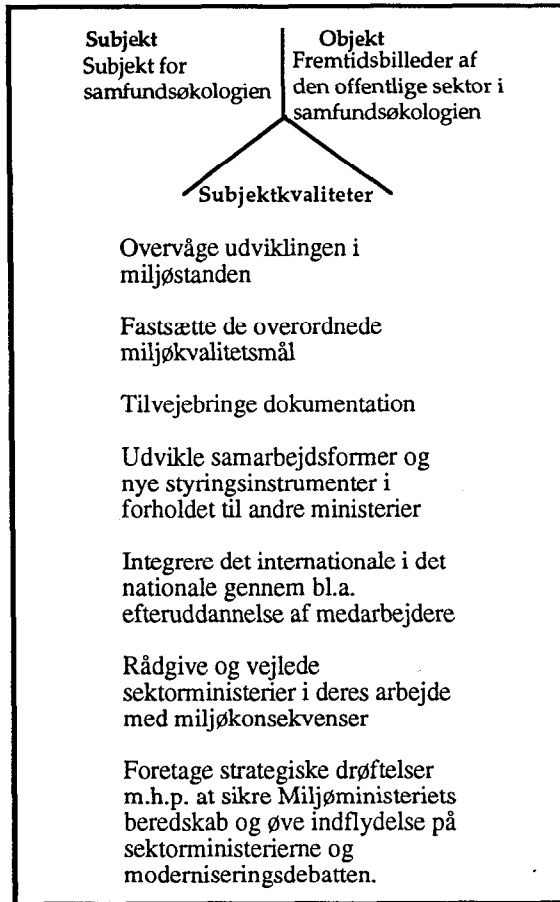 Subjekt
Subjekt for
samfundsøkologien
Objekt
Fremtidsbilleder af
den offentlige sektor i
samfundsøkologien
Subjektkvaliteter
Overvåge udviklingen i
miljøstanden
Fastsætte de overordnede
miljøkvalitetsmål
Tilvejebringe dokumentation
Udvikle samarbejdsformer og
nye styringsinstrumenter i
forholdet til andre ministerier
Integrere det internationale i det
nationale gennem bl.a.
efteruddannelse af medarbejdere
Rådgive og vejlede
sektorministerier i deres arbejde
med miljøkonsekvenser
Foretage strategiske drøftelser
m.h.p. at sikre Miljøministeriets
beredskab og øve indflydelse på
sektorministerierne og
moderniseringsdebatten.